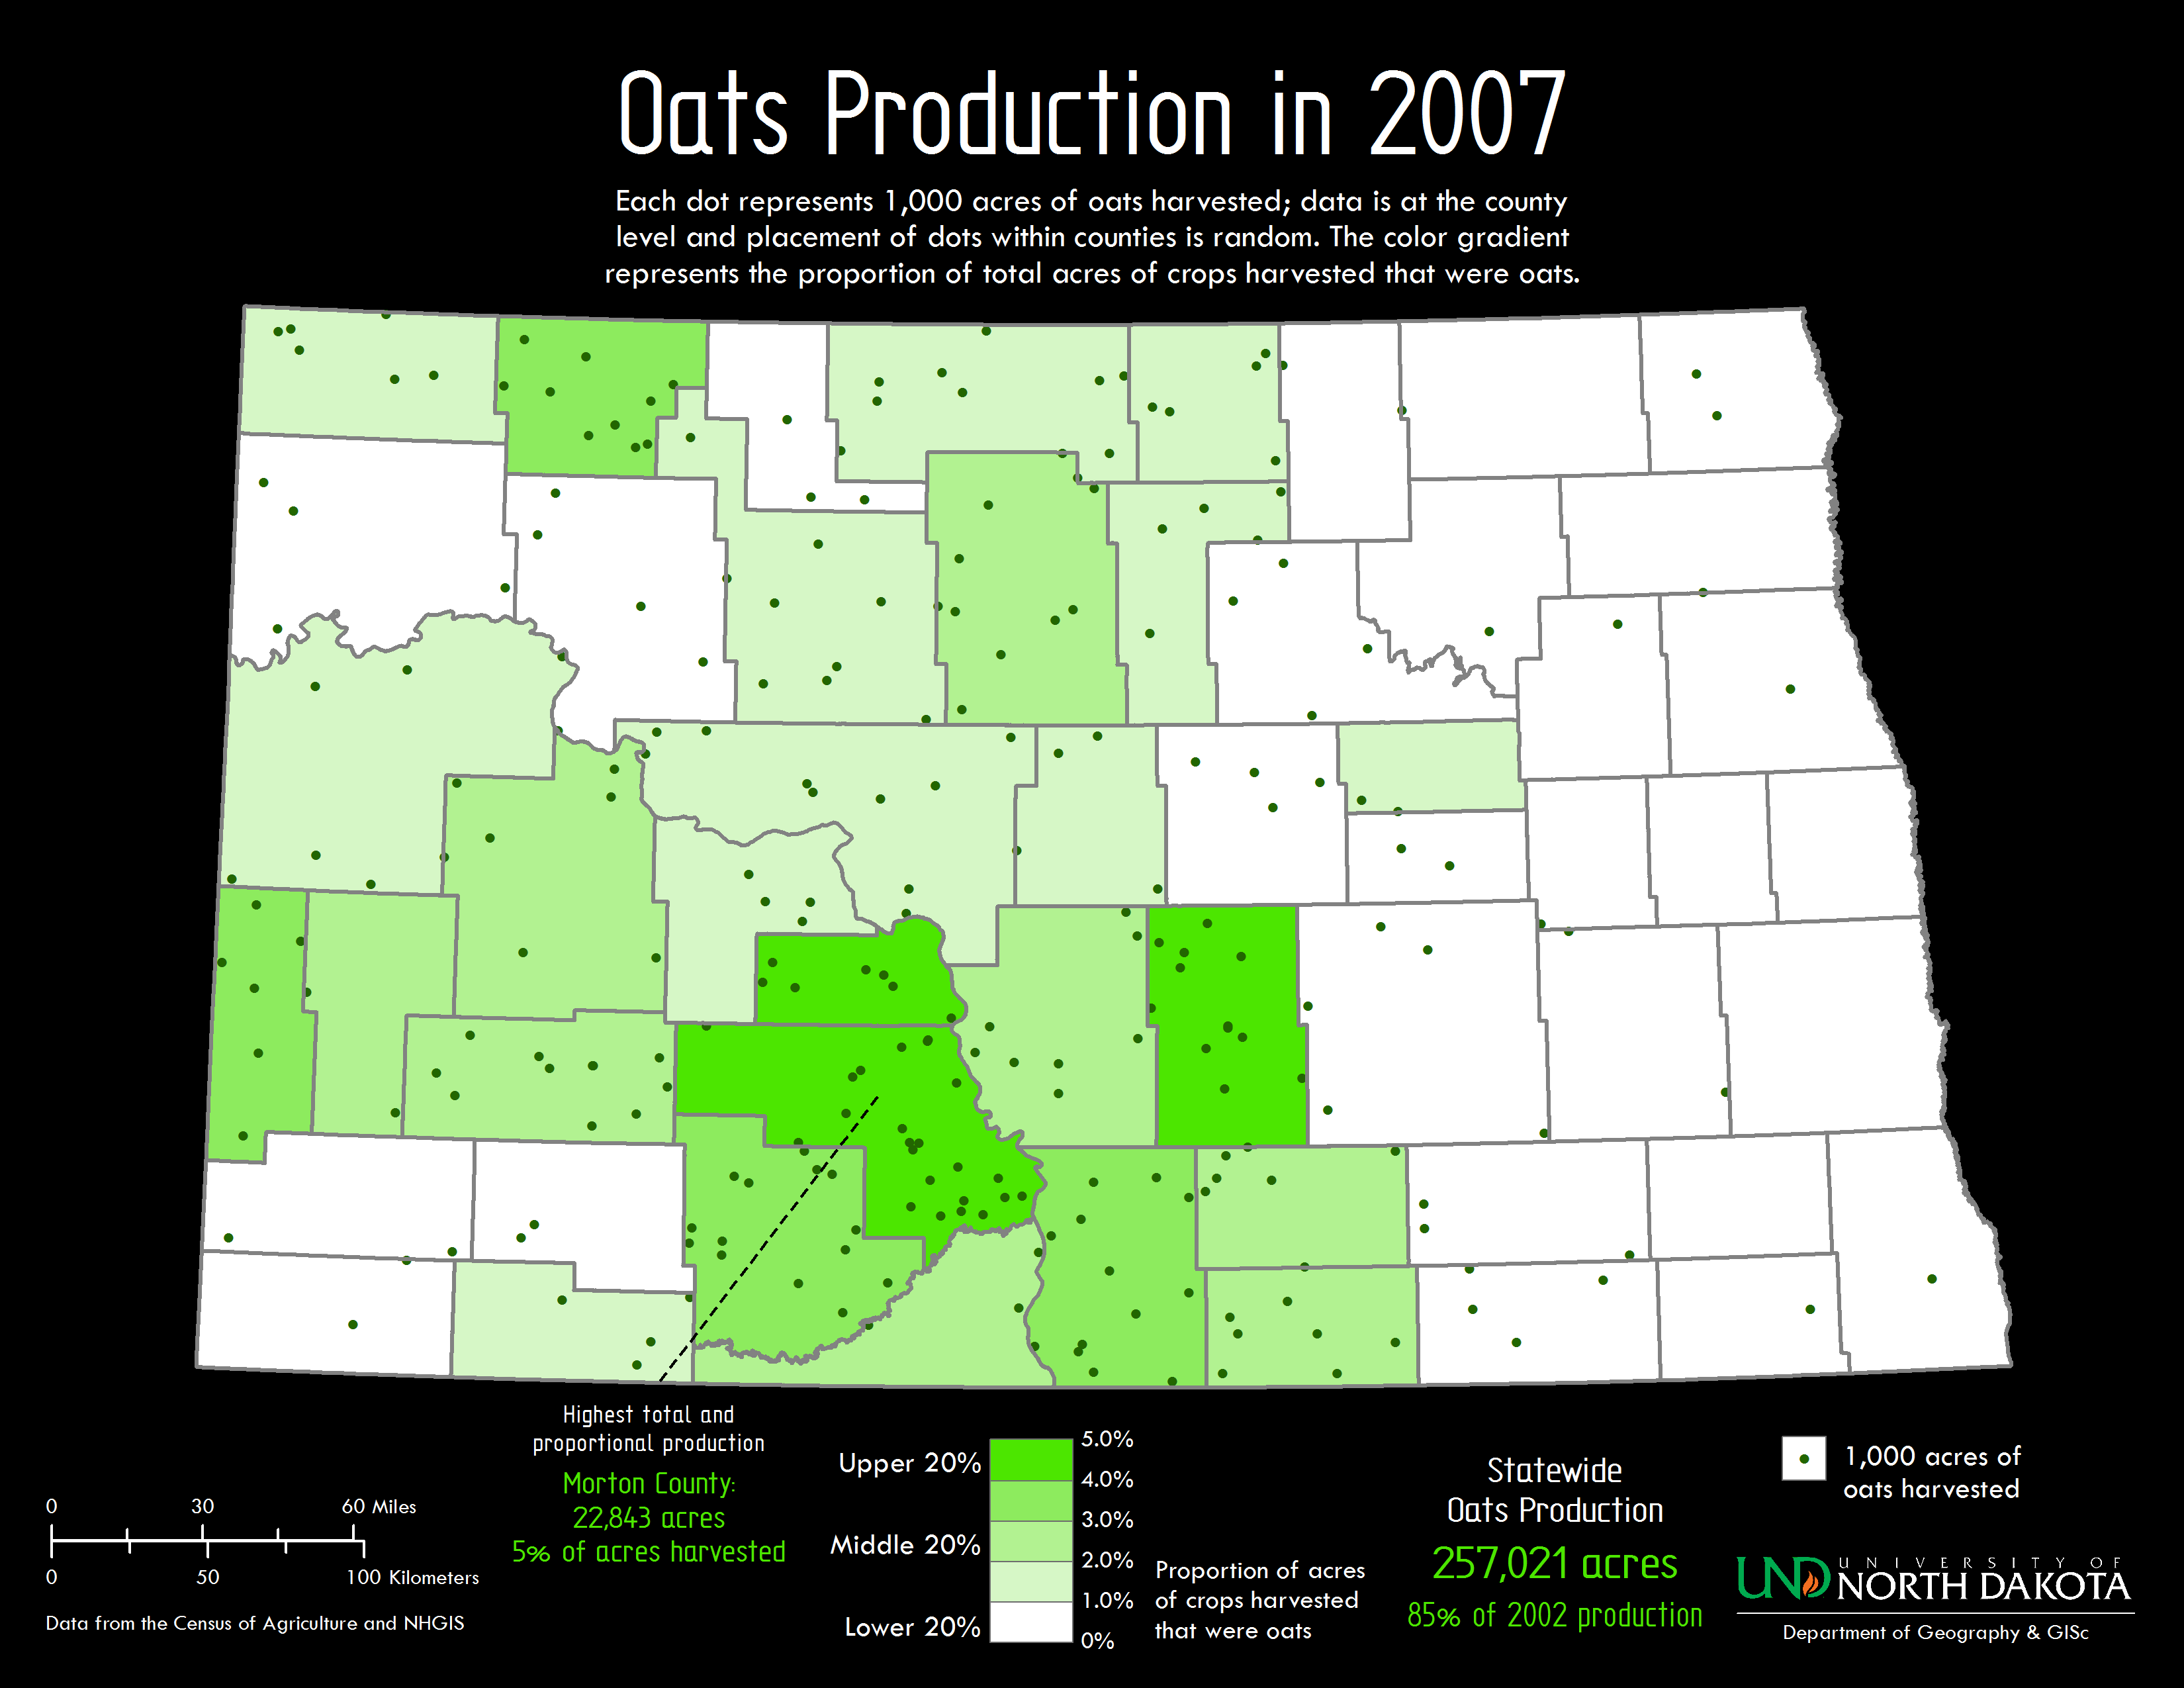 Oats Production in 2007
Each dot represents 1,000 acres of oats harvested; data is at the county
level and placement of dots within counties is random. The color gradient
represents the proportion of total acres of crops harvested that were oats.
Highest total and
proportional production
Morton County:
22,843 acres
5% of acres harvested
0 30 60 Miles
0 50 100 Kilometers
Data from the Census of Agriculture and NHGIS
Upper 20%
Middle 20%
Lower 20%
5.0%
4.0%
3.0%
2.0%
1.0%
0%
Proportion of acres
of crops harvested
that were oats
Statewide
Oats Production
257,021 acres
85% of 2002 production
1,000 acres of
oats harvested
UND
UNIVERSITY OF
NORTH DAKOTA
Department of Geography & GISc